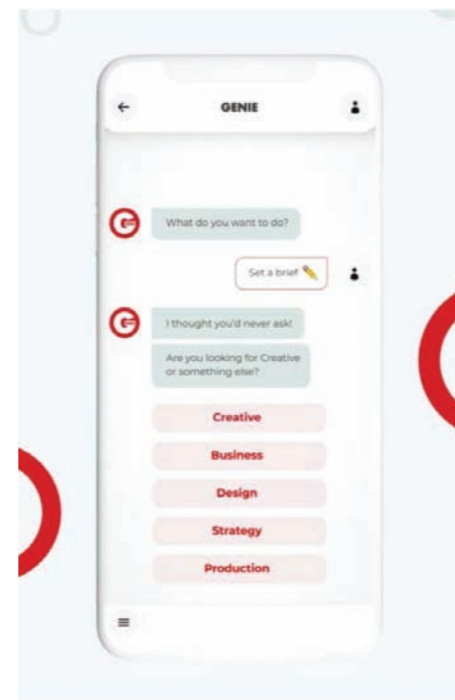 GENIE
What do you want to do?
Set a brief
I thought you'd never ask!
Are you looking for Creative
or something else?
Creative
Business
Design
Strategy
Production